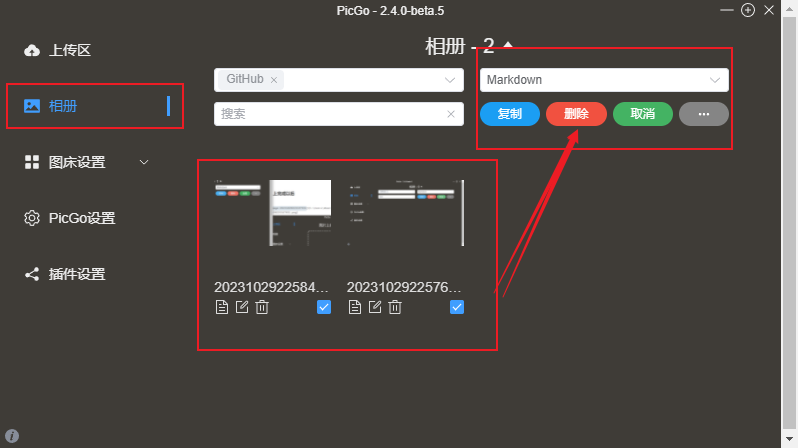 PicGo - 2.4.0-beta.5
上传区
相册
图床设置
PicGo设置
插件设置
相册 - 2
GitHub
Markdown
搜索
复制
删除
取消
...
2023102922584...
2023102922576...